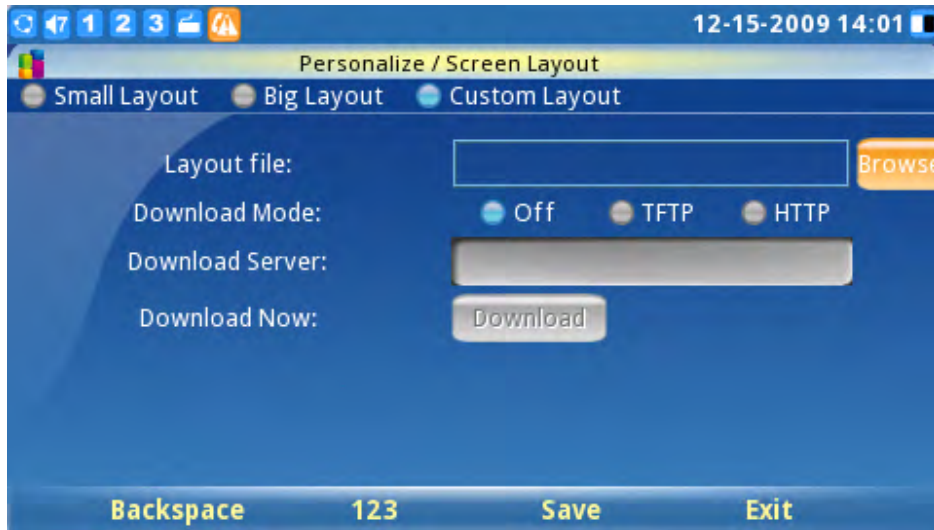 47 1 2 3 12-15-2009 14:01
Personalize / Screen Layout
Small Layout Big Layout Custom Layout
Layout file: Browse
Download Mode: Off TFTP HTTP
Download Server:
Download Now: Download
Backspace 123 Save Exit